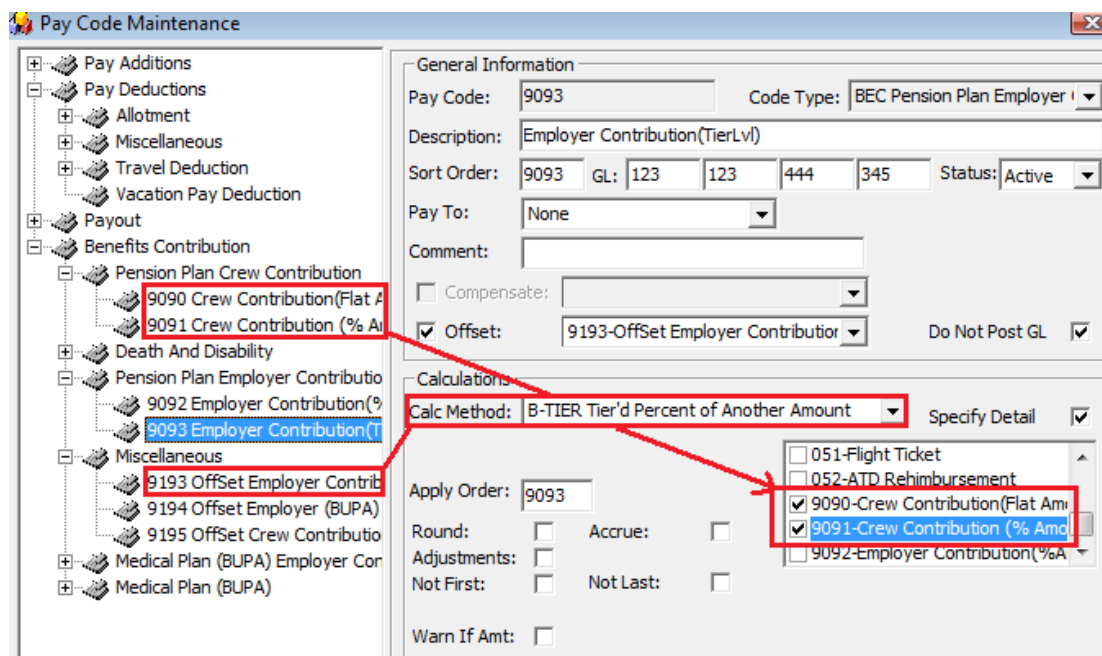 Pay Code Maintenance
Pay Additions
Pay Deductions
Allotment
Miscellaneous
Travel Deduction
Vacation Pay Deduction
Payout
Benefits Contribution
Pension Plan Crew Contribution
9090 Crew Contribution(Flat A
9091 Crew Contribution (% A
Death And Disability
Pension Plan Employer Contributio
9092 Employer Contribution(%
9093 Employer Contribution(T
Miscellaneous
9193 OffSet Employer Contrib
9194 Offset Employer (BUPA)
9195 OffSet Crew Contributio
Medical Plan (BUPA) Employer Con
Medical Plan (BUPA)
General Information
Pay Code: 9093 Code Type: BEC Pension Plan Employer
Description: Employer Contribution(TierLvl)
Sort Order: 9093 GL: 123 123 444 345 Status: Active
Pay To: None
Comment:
Compensate:
Offset: 9193-OffSet Employer Contribution Do Not Post GL
Calculations
Calc Method: B-TIER Tier'd Percent of Another Amount Specify Detail
051-Flight Ticket
052-ATD Rehimbursement
9090-Crew Contribution(Flat Am
9091-Crew Contribution (% Amo
9092-Employer Contribution(%A
Apply Order: 9093
Round: Accrue:
Adjustments:
Not First: Not Last:
Warn If Amt: